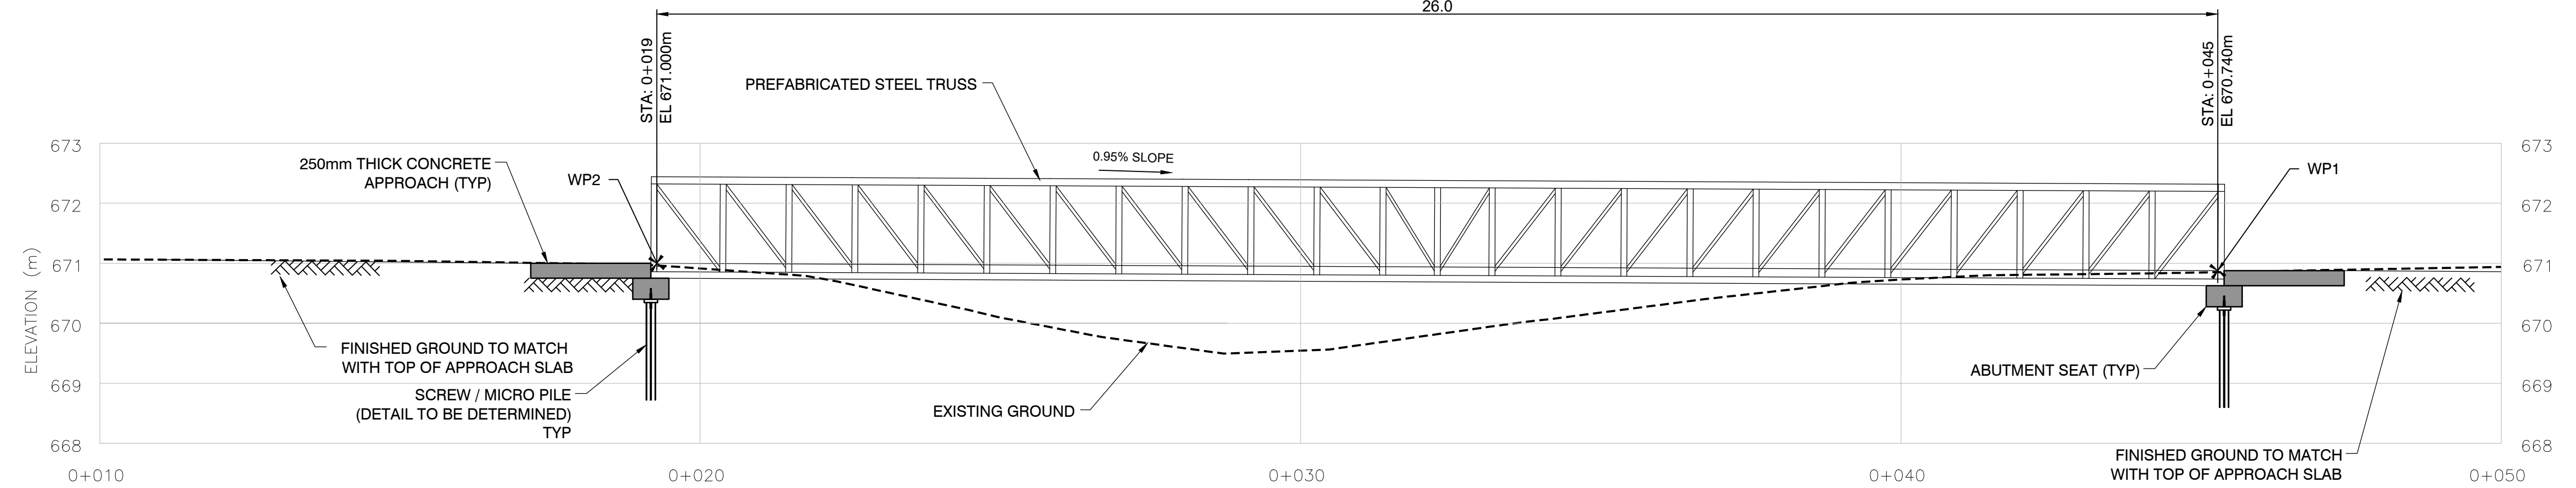 26.0
STA: 0+019
EL 671.000m
STA: 0+045
EL 670.740m
PREFABRICATED STEEL TRUSS
0.95% SLOPE
250mm THICK CONCRETE
APPROACH (TYP)
WP2
WP1
673
672
671
670
669
668
ELEVATION (m)
673
672
671
670
669
668
FINISHED GROUND TO MATCH
WITH TOP OF APPROACH SLAB
SCREW / MICRO PILE
(DETAIL TO BE DETERMINED)
TYP
EXISTING GROUND
ABUTMENT SEAT (TYP)
FINISHED GROUND TO MATCH
WITH TOP OF APPROACH SLAB
0+010
0+020
0+030
0+040
0+050